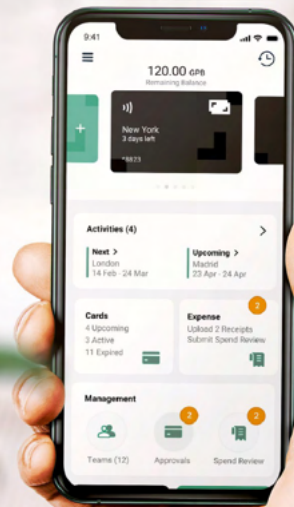 9:41
120.00 GPB
Remaining Balance
+
New York
3 days left
*8823
Activities (4)
Next >
London
14 Feb - 24 Mar
Upcoming >
Madrid
23 Apr - 24 Apr
Cards
4 Upcoming
3 Active
11 Expired
2
Expense
Upload 2 Receipts
Submit Spend Review
Management
Teams (12)
2
Approvals
2
Spend Review